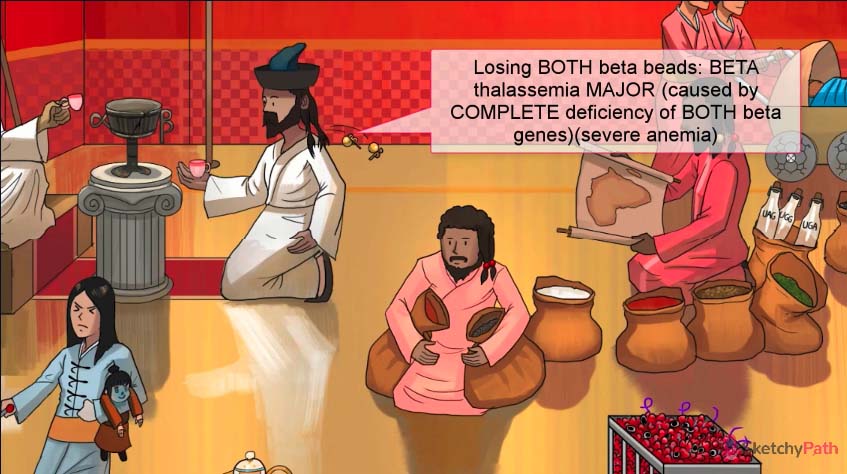 Losing BOTH beta beads: BETA
thalassemia MAJOR (caused by
COMPLETE deficiency of BOTH beta
genes)(severe anemia)
UAG UGG UGA
SketchyPath